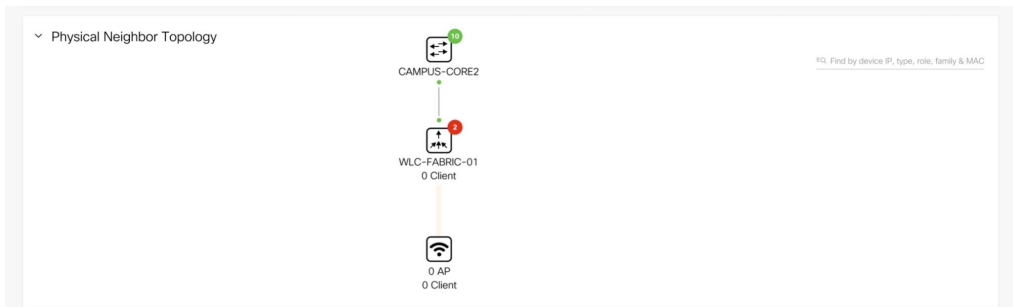 Physical Neighbor Topology
10
CAMPUS-CORE2
Find by device IP, type, role, family & MAC
2
WLC-FABRIC-01
0 Client
0 AP
0 Client